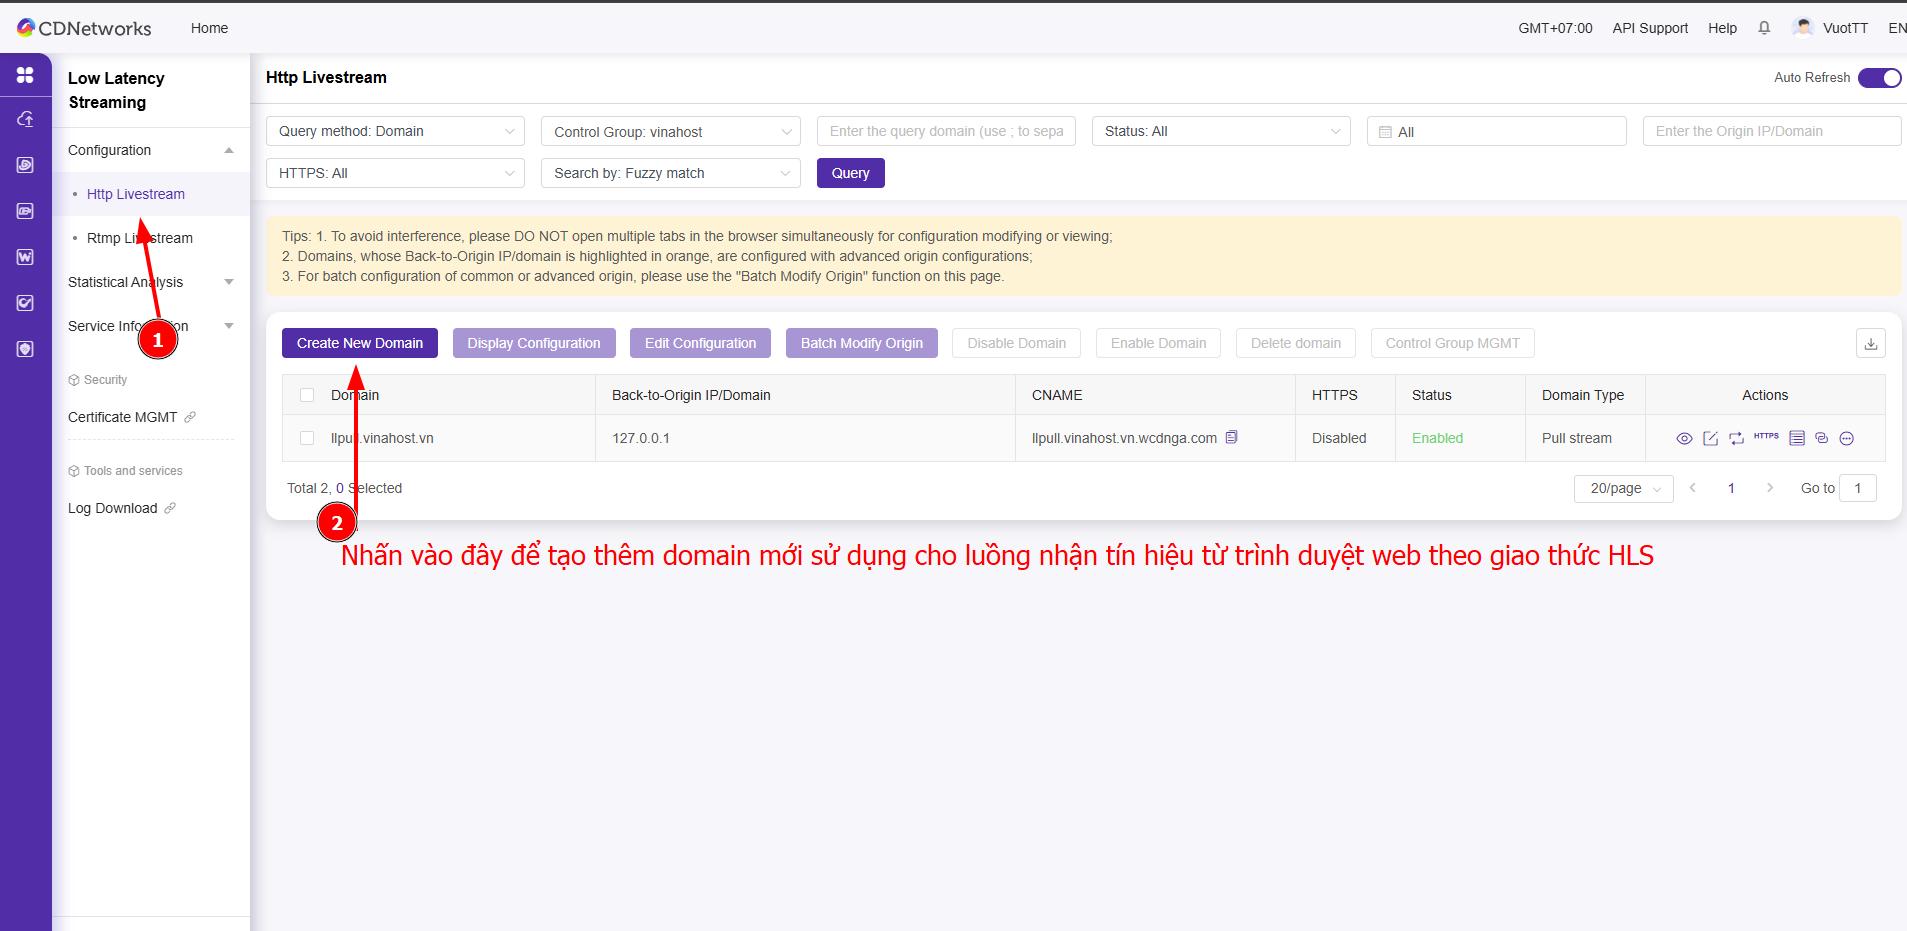 CDNetworks
Home
GMT+07:00
API Support
Help
VuotTT
EN
Low Latency
Streaming
Configuration
Http Livestream
Rtmp Livestream
Statistical Analysis
Service Information
Security
Certificate MGMT
Tools and services
Log Download
Http Livestream
Auto Refresh
Query method: Domain
Control Group: vinahost
Enter the query domain (use ; to sepa
Status: All
All
Enter the Origin IP/Domain
HTTPS: All
Search by: Fuzzy match
Query
Tips: 1. To avoid interference, please DO NOT open multiple tabs in the browser simultaneously for configuration modifying or viewing;
2. Domains, whose Back-to-Origin IP/domain is highlighted in orange, are configured with advanced origin configurations;
3. For batch configuration of common or advanced origin, please use the "Batch Modify Origin" function on this page.
Create New Domain
Display Configuration
Edit Configuration
Batch Modify Origin
Disable Domain
Enable Domain
Delete domain
Control Group MGMT
Domain
Back-to-Origin IP/Domain
CNAME
HTTPS
Status
Domain Type
Actions
llpull.vinahost.vn
127.0.0.1
llpull.vinahost.vn.wcdnga.com
Disabled
Enabled
Pull stream
HTTPS
Total 2, 0 Selected
20/page
1
Go to
1
1
2
Nhấn vào đây để tạo thêm domain mới sử dụng cho luồng nhận tín hiệu từ trình duyệt web theo giao thức HLS